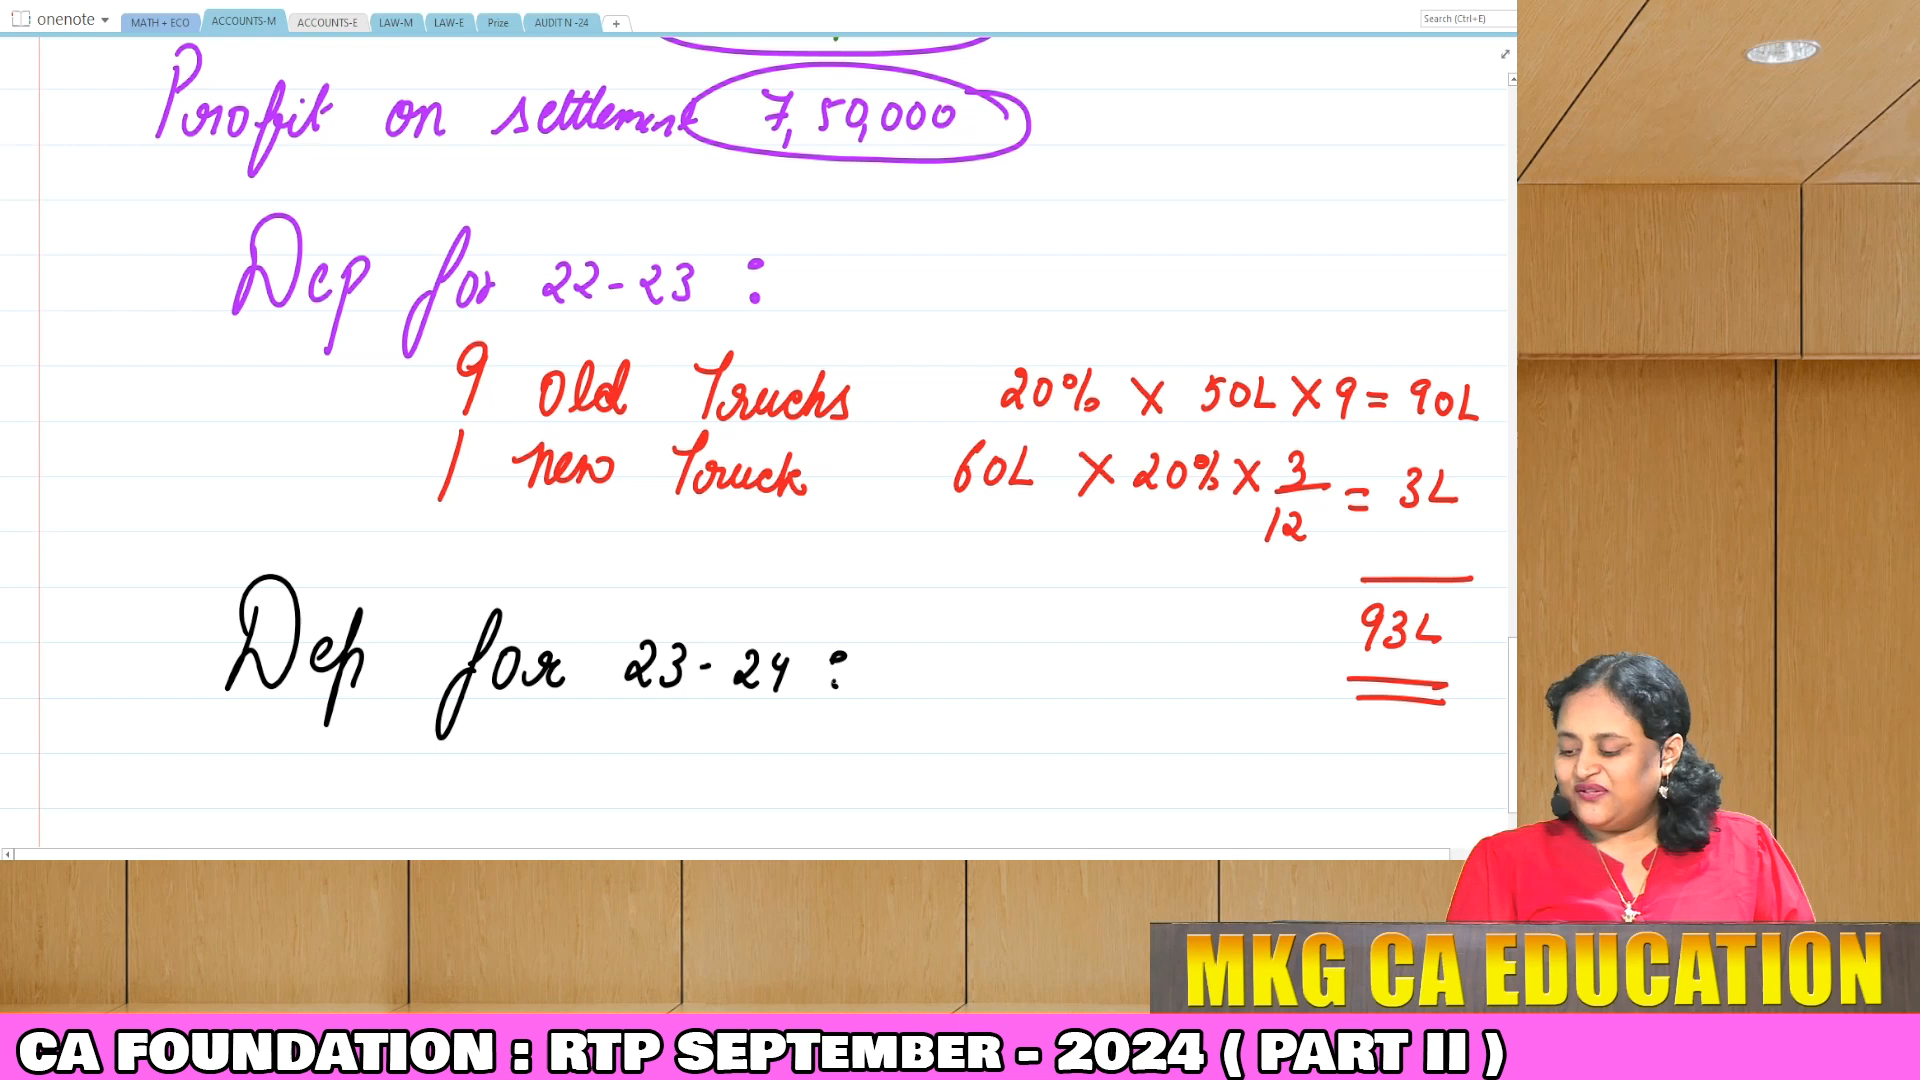 onenote MATH + ECO ACCOUNTS-M ACCOUNTS-E LAW-M LAW-E Prize AUDIT N -24 + Search (Ctrl+E)
Profit on settlement 7,50,000
Dep for 22-23 :
9 old Trucks 20% X 50L X 9 = 90L
1 new Truck 60L X 20% X 3/12 = 3L
93L
Dep for 23-24 :
MKG CA EDUCATION
CA FOUNDATION : RTP SEPTEMBER - 2024 ( PART II )